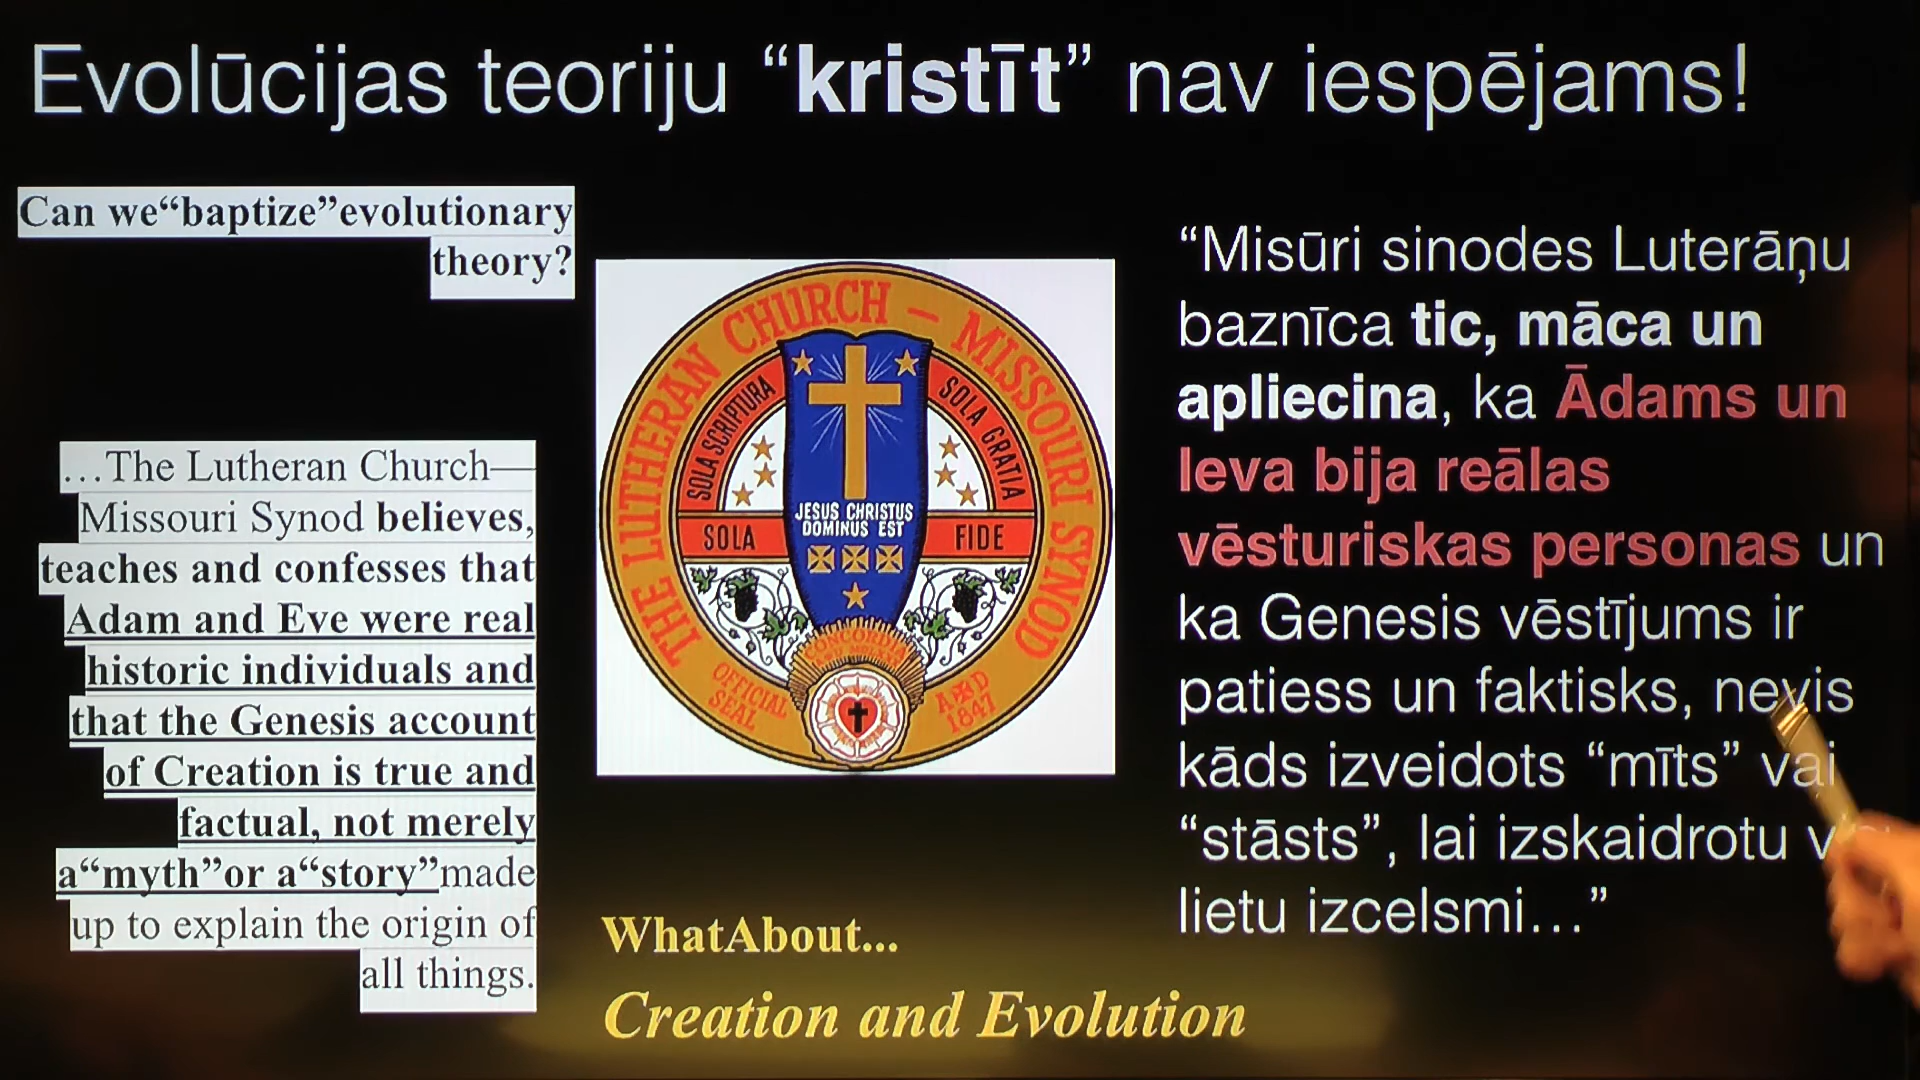 Evolūcijas teoriju “kristīt” nav iespējams!
Can we“baptize”evolutionary
theory?
…The Lutheran Church—
Missouri Synod believes,
teaches and confesses that
Adam and Eve were real
historic individuals and
that the Genesis account
of Creation is true and
factual, not merely
a“myth”or a“story”made
up to explain the origin of
all things.
THE LUTHERAN CHURCH – MISSOURI SYNOD
SOLA SCRIPTURA
SOLA GRATIA
JESUS CHRISTUS
DOMINUS EST
SOLA
FIDE
CONCORDIA
OFFICIAL
SEAL
A D
1847
WhatAbout...
Creation and Evolution
“Misūri sinodes Luterāņu
baznīca tic, māca un
apliecina, ka Ādams un
Ieva bija reālas
vēsturiskas personas un
ka Genesis vēstījums ir
patiess un faktisks, nevis
kāds izveidots “mīts” vai
“stāsts”, lai izskaidrotu
lietu izcelsmi…”